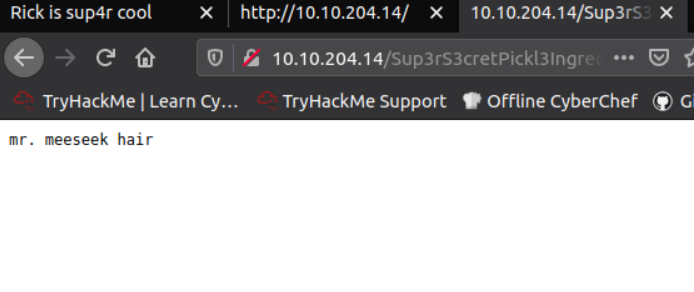 Rick is sup4r cool
http://10.10.204.14/
10.10.204.14/Sup3rS3
10.10.204.14/Sup3rS3cretPickl3Ingred
TryHackMe | Learn Cy...
TryHackMe Support
Offline CyberChef
Gi
mr. meeseek hair